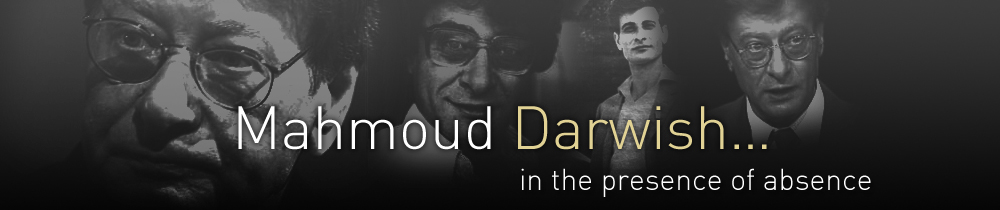 Mahmoud Darwish...
in the presence of absence